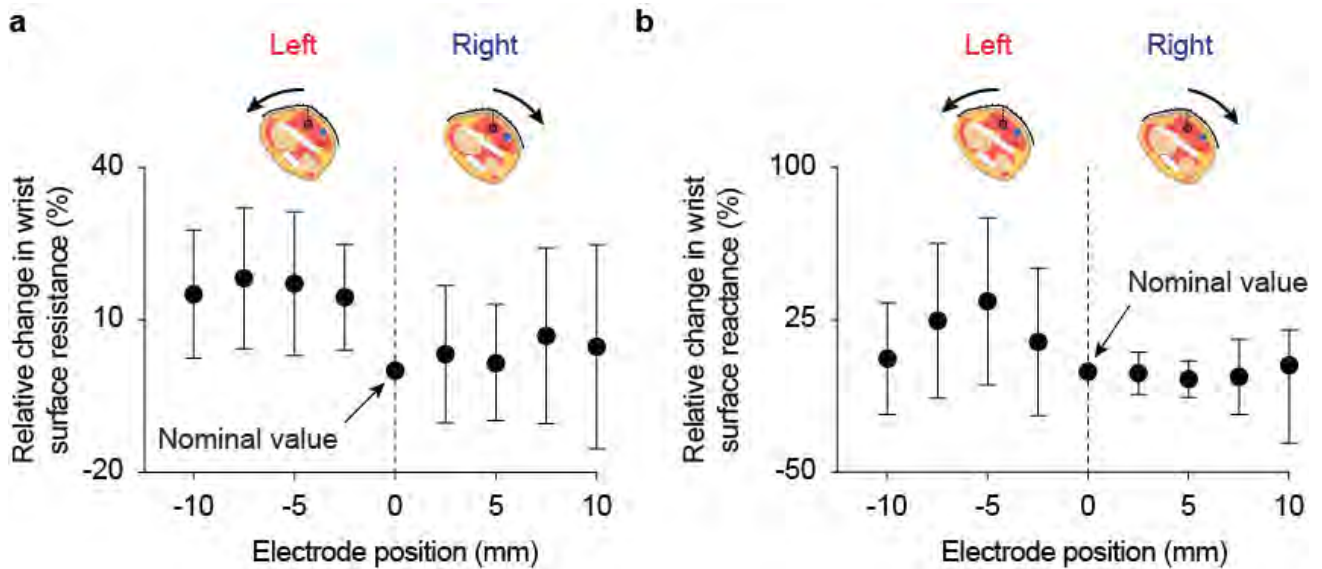 a
Left
Right
Relative change in wrist
surface resistance (%)
40
10
-20
Nominal value
-10
-5
0
5
10
Electrode position (mm)
b
Left
Right
Relative change in wrist
surface reactance (%)
100
25
-50
Nominal value
-10
-5
0
5
10
Electrode position (mm)